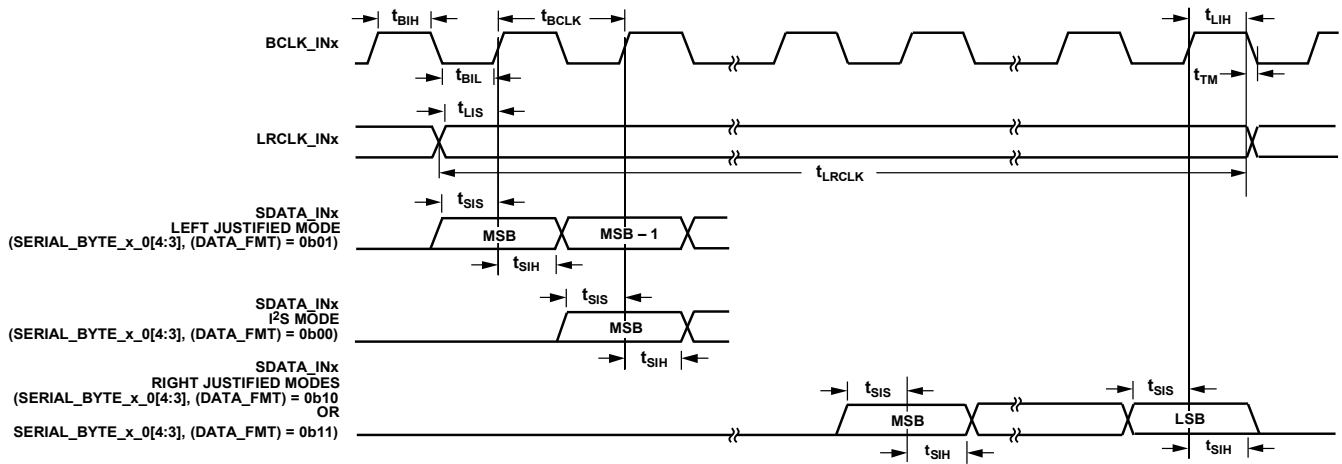 tBIH
tBCLK
tLIH
BCLK_INx
tBIL
tTM
tLIS
LRCLK_INx
tLRCLK
SDATA_INx
LEFT JUSTIFIED MODE
(SERIAL_BYTE_x_0[4:3], (DATA_FMT) = 0b01)
tSIS
MSB
MSB – 1
tSIH
SDATA_INx
I²S MODE
(SERIAL_BYTE_x_0[4:3], (DATA_FMT) = 0b00)
tSIS
MSB
tSIH
SDATA_INx
RIGHT JUSTIFIED MODES
(SERIAL_BYTE_x_0[4:3], (DATA_FMT) = 0b10
OR
SERIAL_BYTE_x_0[4:3], (DATA_FMT) = 0b11)
tSIS
tSIS
MSB
LSB
tSIH
tSIH